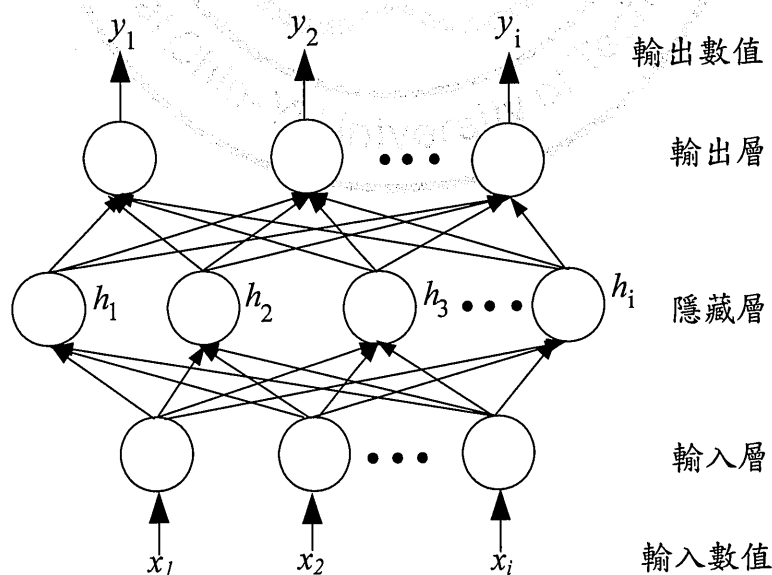 y1 y2 yi 輸出數值
輸出層
h1 h2 h3 hi 隱藏層
輸入層
x1 x2 xi 輸入數值